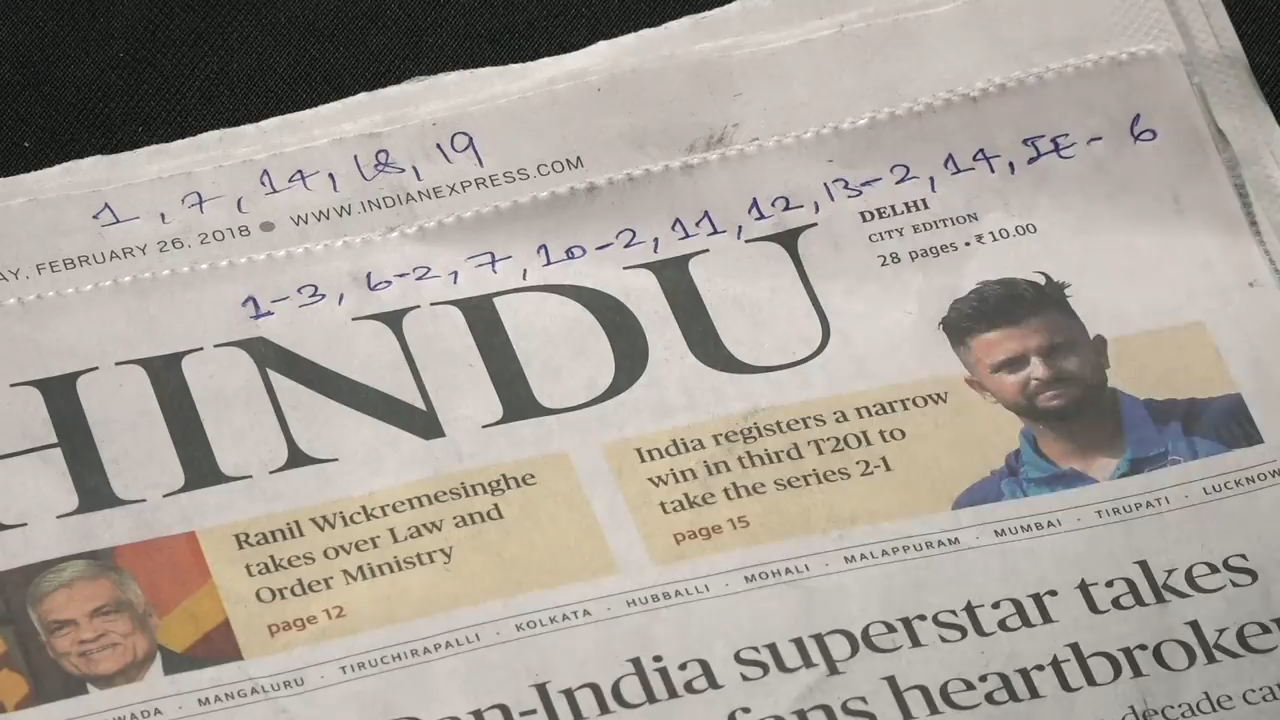 1, 7, 14, 18, 19
AY, FEBRUARY 26, 2018 ● WWW.INDIANEXPRESS.COM
1-3, 6-2, 7, 10-2, 11, 12, 13-2, 14, IE- 6
HINDU
DELHI
CITY EDITION
28 pages • ₹10.00
Ranil Wickremesinghe
takes over Law and
Order Ministry
page 12
India registers a narrow
win in third T20I to
take the series 2-1
page 15
WADA · MANGALURU · TIRUCHIRAPALLI · KOLKATA · HUBBALLI · MOHALI · MALAPPURAM · MUMBAI · TIRUPATI · LUCKNOW
Pan-India superstar takes
fans heartbroke
decade ca